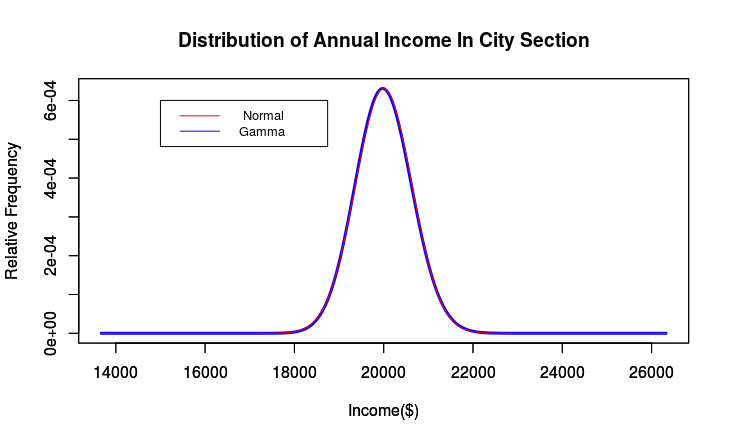 Distribution of Annual Income In City Section
Normal
Gamma
6e-04
4e-04
2e-04
0e+00
Relative Frequency
14000 16000 18000 20000 22000 24000 26000
Income($)